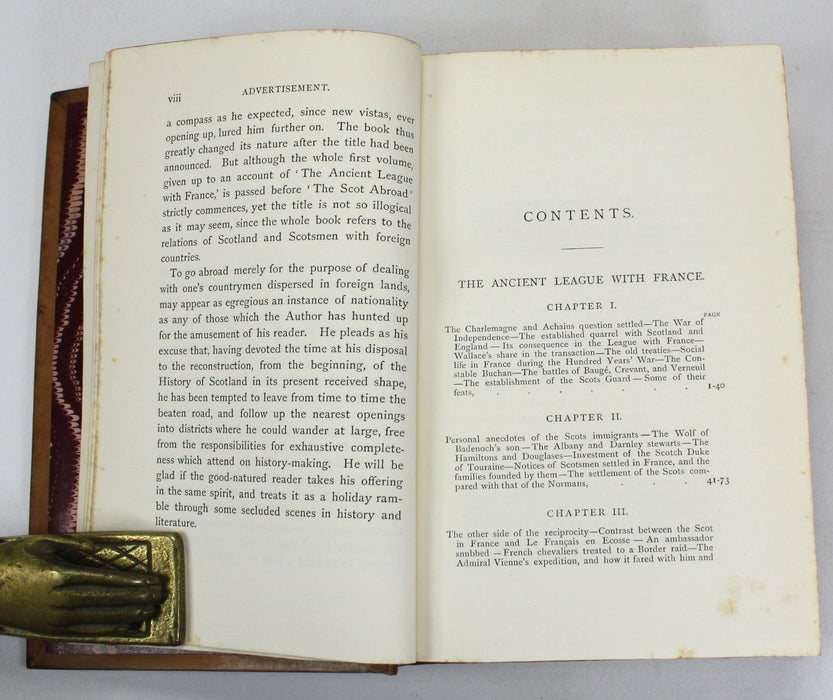 viii
ADVERTISEMENT.
a compass as he expected, since new vistas, ever
opening up, lured him further on. The book thus
greatly changed its nature after the title had been
announced. But although the whole first volume,
given up to an account of ‘The Ancient League
with France,’ is passed before ‘The Scot Abroad’
strictly commences, yet the title is not so illogical
as it may seem, since the whole book refers to the
relations of Scotland and Scotsmen with foreign
countries.
To go abroad merely for the purpose of dealing
with one’s countrymen dispersed in foreign lands,
may appear as egregious an instance of nationality
as any of those which the Author has hunted up
for the amusement of his reader. He pleads as his
excuse that, having devoted the time at his disposal
to the reconstruction, from the beginning, of the
History of Scotland in its present received shape,
he has been tempted to leave from time to time the
beaten road, and follow up the nearest openings
into districts where he could wander at large, free
from the responsibilities for exhaustive complete-
ness which attend on history-making. He will be
glad if the good-natured reader takes his offering
in the same spirit, and treats it as a holiday ram-
ble through some secluded scenes in history and
literature.
CONTENTS.
THE ANCIENT LEAGUE WITH FRANCE.
CHAPTER I.
PAGE
The Charlemagne and Achaius question settled—The War of
Independence—The established quarrel with Scotland and
England—Its consequence in the League with France—
Wallace’s share in the transaction—The old treaties—Social
life in France during the Hundred Years’ War—The Con-
stable Buchan—The battles of Baugé, Crevant, and Verneuil
—The establishment of the Scots Guard—Some of their
feats, . . . . . . . 1-40
CHAPTER II.
Personal anecdotes of the Scots immigrants—The Wolf of
Badenoch’s son—The Albany and Darnley stewarts—The
Hamiltons and Douglases—Investment of the Scotch Duke
of Touraine—Notices of Scotsmen settled in France, and the
families founded by them—The settlement of the Scots com-
pared with that of the Normans, . . . 41-73
CHAPTER III.
The other side of the reciprocity—Contrast between the Scot
in France and Le Français en Ecosse—An ambassador
snubbed—French chevaliers treated to a Border raid—The
Admiral Vienne’s expedition, and how it fared with him and